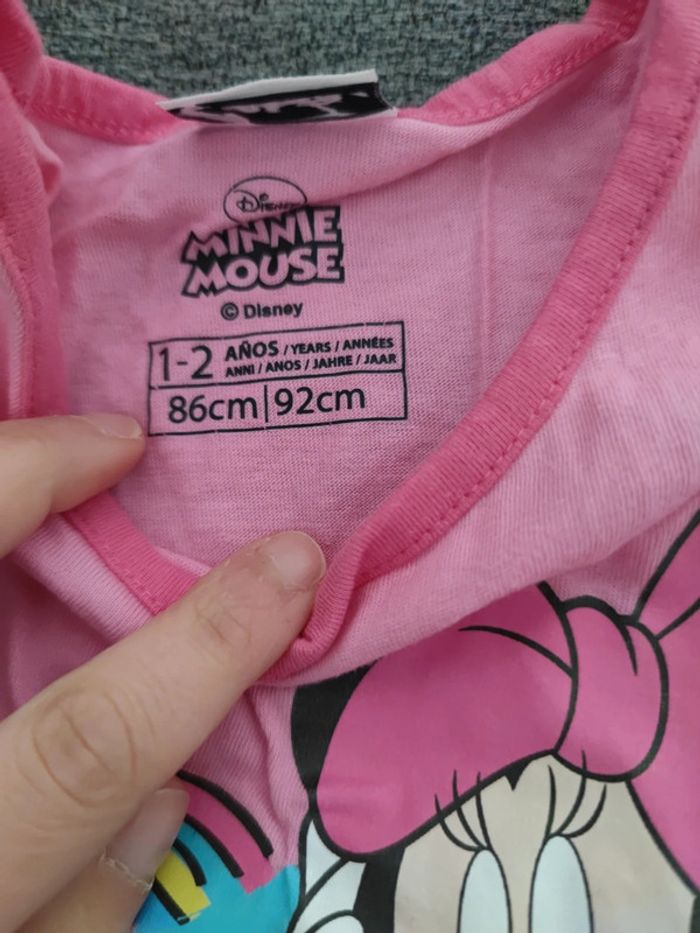 Disney
MINNIE
MOUSE
© Disney
1-2 AÑOS / YEARS / ANNÉES
ANNI / ANOS / JAHRE / JAAR
86cm|92cm